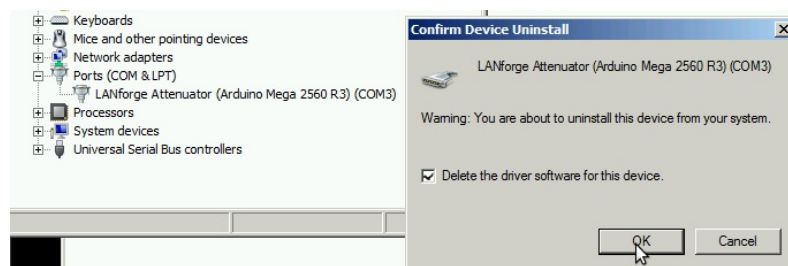 Keyboards
Mice and other pointing devices
Network adapters
Ports (COM & LPT)
LANforge Attenuator (Arduino Mega 2560 R3) (COM3)
Processors
System devices
Universal Serial Bus controllers
Confirm Device Uninstall
LANforge Attenuator (Arduino Mega 2560 R3) (COM3)
Warning: You are about to uninstall this device from your system.
Delete the driver software for this device.
OK
Cancel